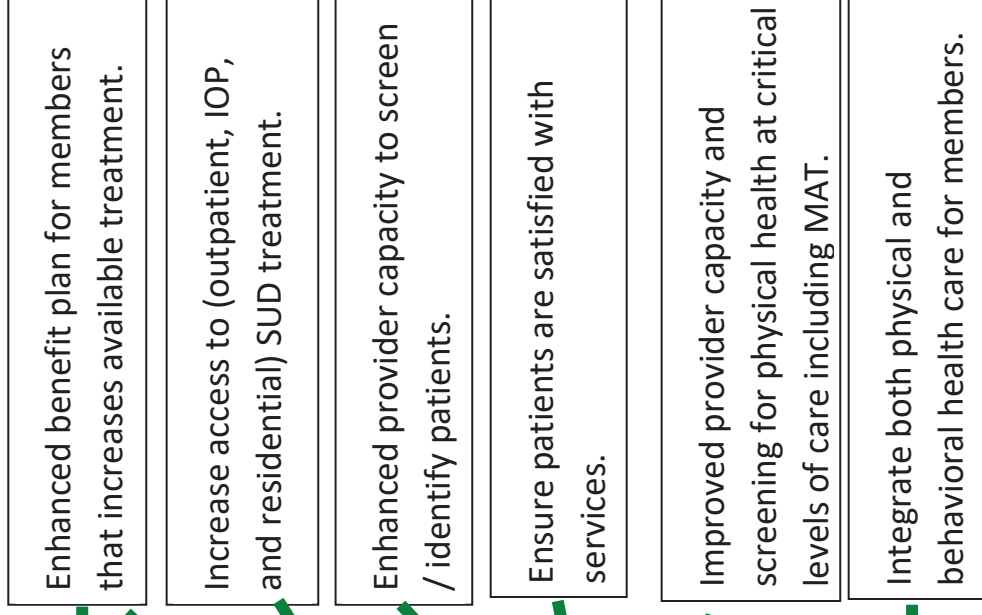 Enhanced benefit plan for members
that increases available treatment.
Increase access to (outpatient, IOP,
and residential) SUD treatment.
Enhanced provider capacity to screen
/ identify patients.
Ensure patients are satisfied with
services.
Improved provider capacity and
screening for physical health at critical
levels of care including MAT.
Integrate both physical and
behavioral health care for members.